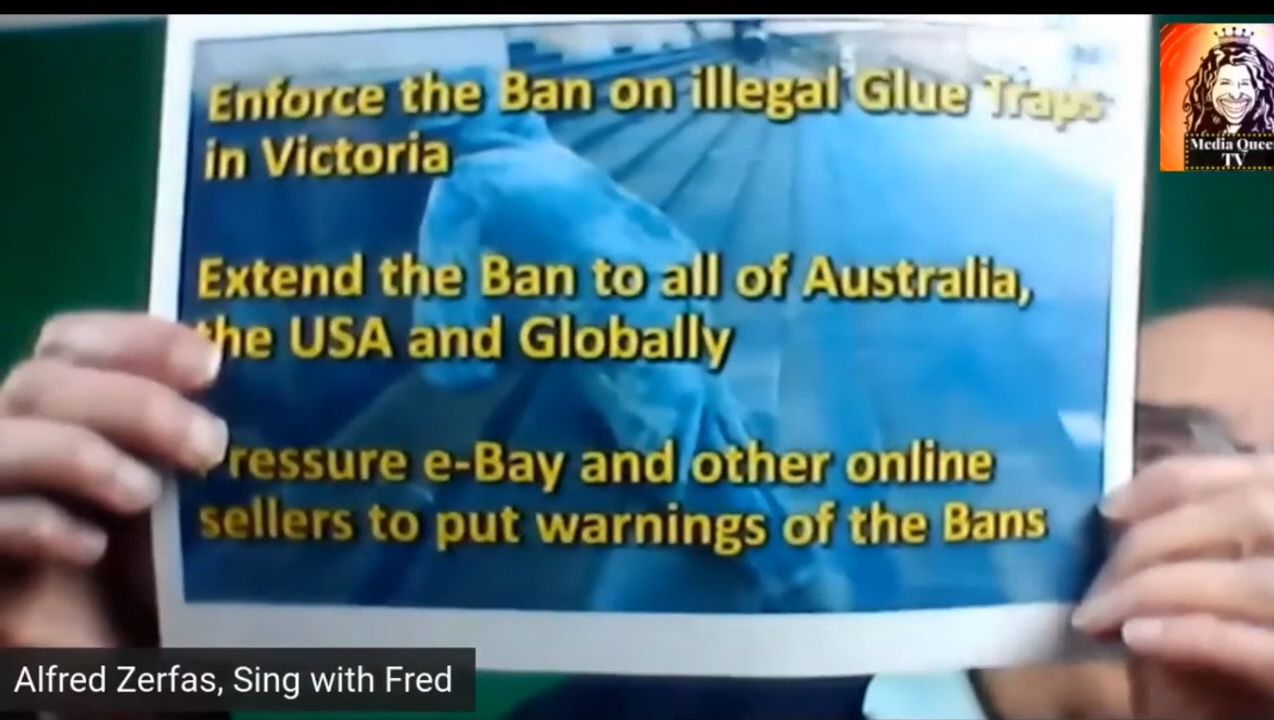 Enforce the Ban on illegal Glue Traps
in Victoria
Extend the Ban to all of Australia,
the USA and Globally
Pressure e-Bay and other online
sellers to put warnings of the Bans
Media Queen
TV
Alfred Zerfas, Sing with Fred